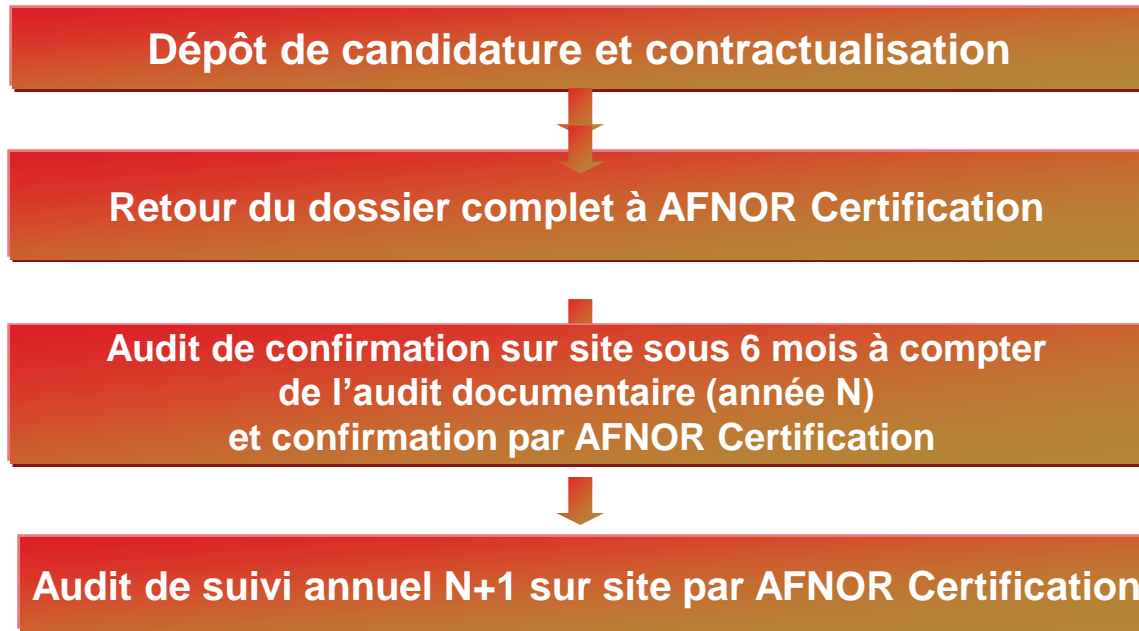 Dépôt de candidature et contractualisation
Retour du dossier complet à AFNOR Certification
Audit de confirmation sur site sous 6 mois à compter
de l’audit documentaire (année N)
et confirmation par AFNOR Certification
Audit de suivi annuel N+1 sur site par AFNOR Certification